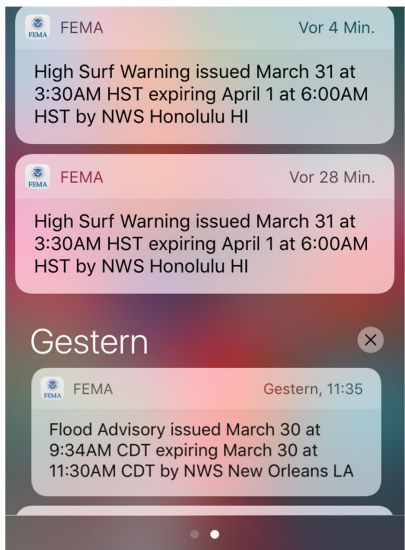 FEMA Vor 4 Min.
High Surf Warning issued March 31 at
3:30AM HST expiring April 1 at 6:00AM
HST by NWS Honolulu HI
FEMA
FEMA Vor 28 Min.
High Surf Warning issued March 31 at
3:30AM HST expiring April 1 at 6:00AM
HST by NWS Honolulu HI
FEMA
Gestern
FEMA Gestern, 11:35
Flood Advisory issued March 30 at
9:34AM CDT expiring March 30 at
11:30AM CDT by NWS New Orleans LA
FEMA